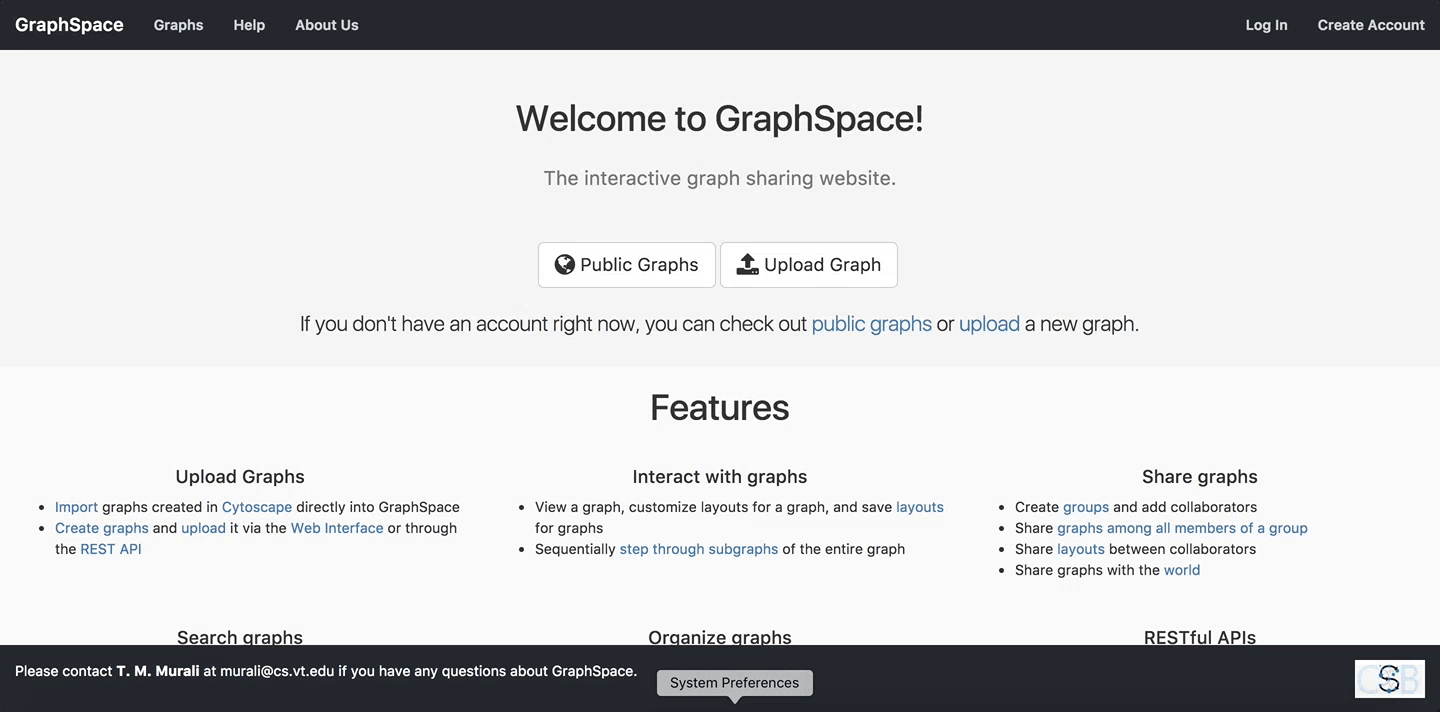 GraphSpace Graphs Help About Us Log In Create Account
Welcome to GraphSpace!
The interactive graph sharing website.
Public Graphs Upload Graph
If you don't have an account right now, you can check out public graphs or upload a new graph.
Features
Upload Graphs
Import graphs created in Cytoscape directly into GraphSpace
Create graphs and upload it via the Web Interface or through
the REST API
Interact with graphs
View a graph, customize layouts for a graph, and save layouts
for graphs
Sequentially step through subgraphs of the entire graph
Share graphs
Create groups and add collaborators
Share graphs among all members of a group
Share layouts between collaborators
Share graphs with the world
Search graphs
Organize graphs
RESTful APIs
Please contact T. M. Murali at murali@cs.vt.edu if you have any questions about GraphSpace.
System Preferences
CSB